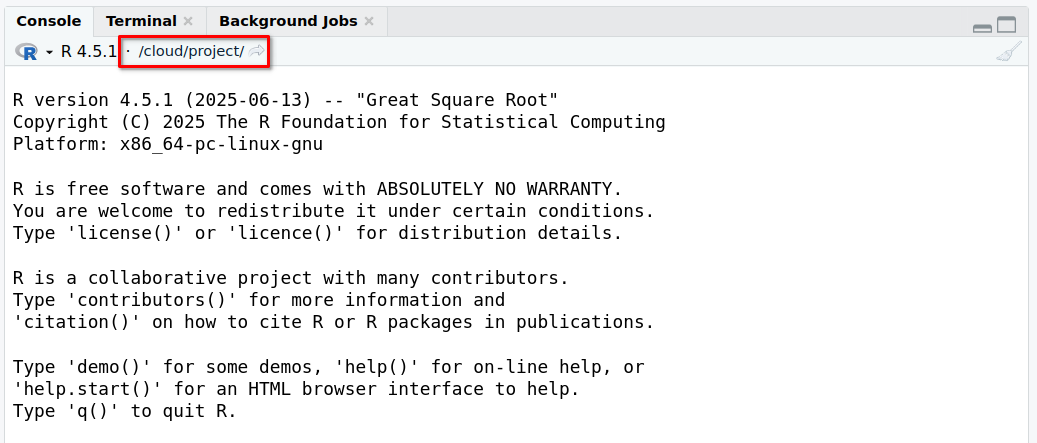 Console Terminal Background Jobs
R R 4.5.1 · /cloud/project/
R version 4.5.1 (2025-06-13) -- "Great Square Root"
Copyright (C) 2025 The R Foundation for Statistical Computing
Platform: x86_64-pc-linux-gnu
R is free software and comes with ABSOLUTELY NO WARRANTY.
You are welcome to redistribute it under certain conditions.
Type 'license()' or 'licence()' for distribution details.
R is a collaborative project with many contributors.
Type 'contributors()' for more information and
'citation()' on how to cite R or R packages in publications.
Type 'demo()' for some demos, 'help()' for on-line help, or
'help.start()' for an HTML browser interface to help.
Type 'q()' to quit R.